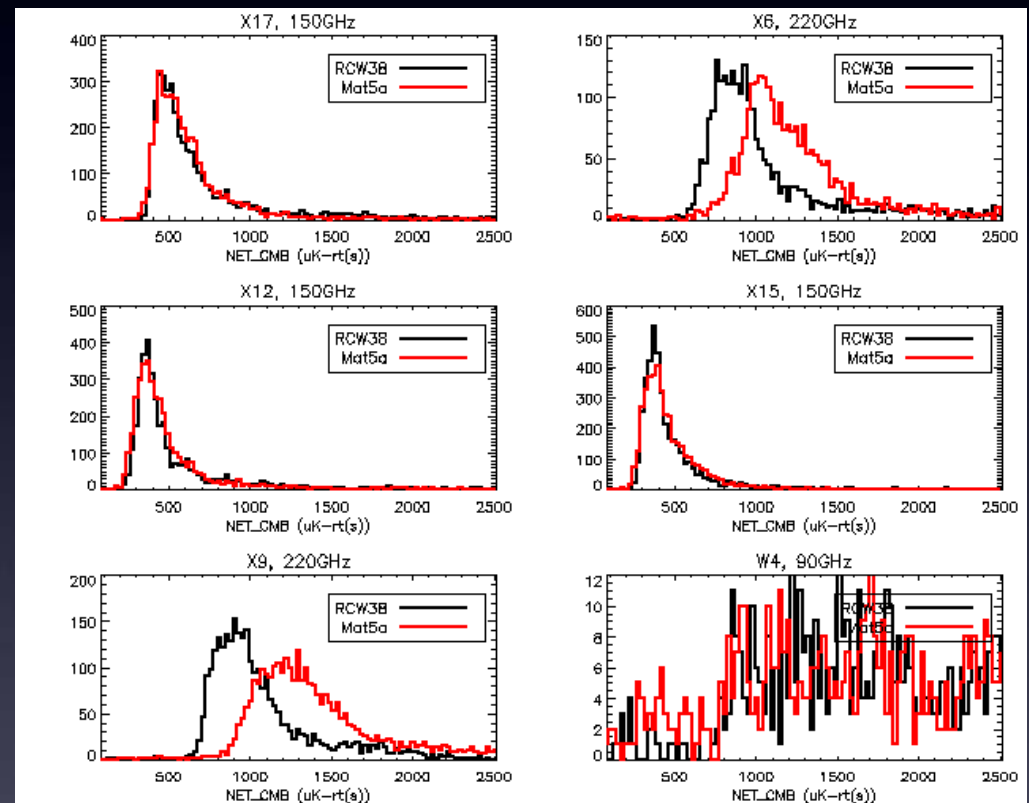 X17, 150GHz
400
300
200
100
0
RCW38
Mat5a
500 1000 1500 2000 2500
NET_CMB (uK-rt(s))
X6, 220GHz
150
100
50
0
RCW38
Mat5a
500 1000 1500 2000 2500
NET_CMB (uK-rt(s))
X12, 150GHz
500
400
300
200
100
0
RCW38
Mat5a
500 1000 1500 2000 2500
NET_CMB (uK-rt(s))
X15, 150GHz
600
500
400
300
200
100
0
RCW38
Mat5a
500 1000 1500 2000 2500
NET_CMB (uK-rt(s))
X9, 220GHz
200
150
100
50
0
RCW38
Mat5a
500 1000 1500 2000 2500
NET_CMB (uK-rt(s))
W4, 90GHz
12
10
8
6
4
2
0
RCW38
Mat5a
500 1000 1500 2000 2500
NET_CMB (uK-rt(s))